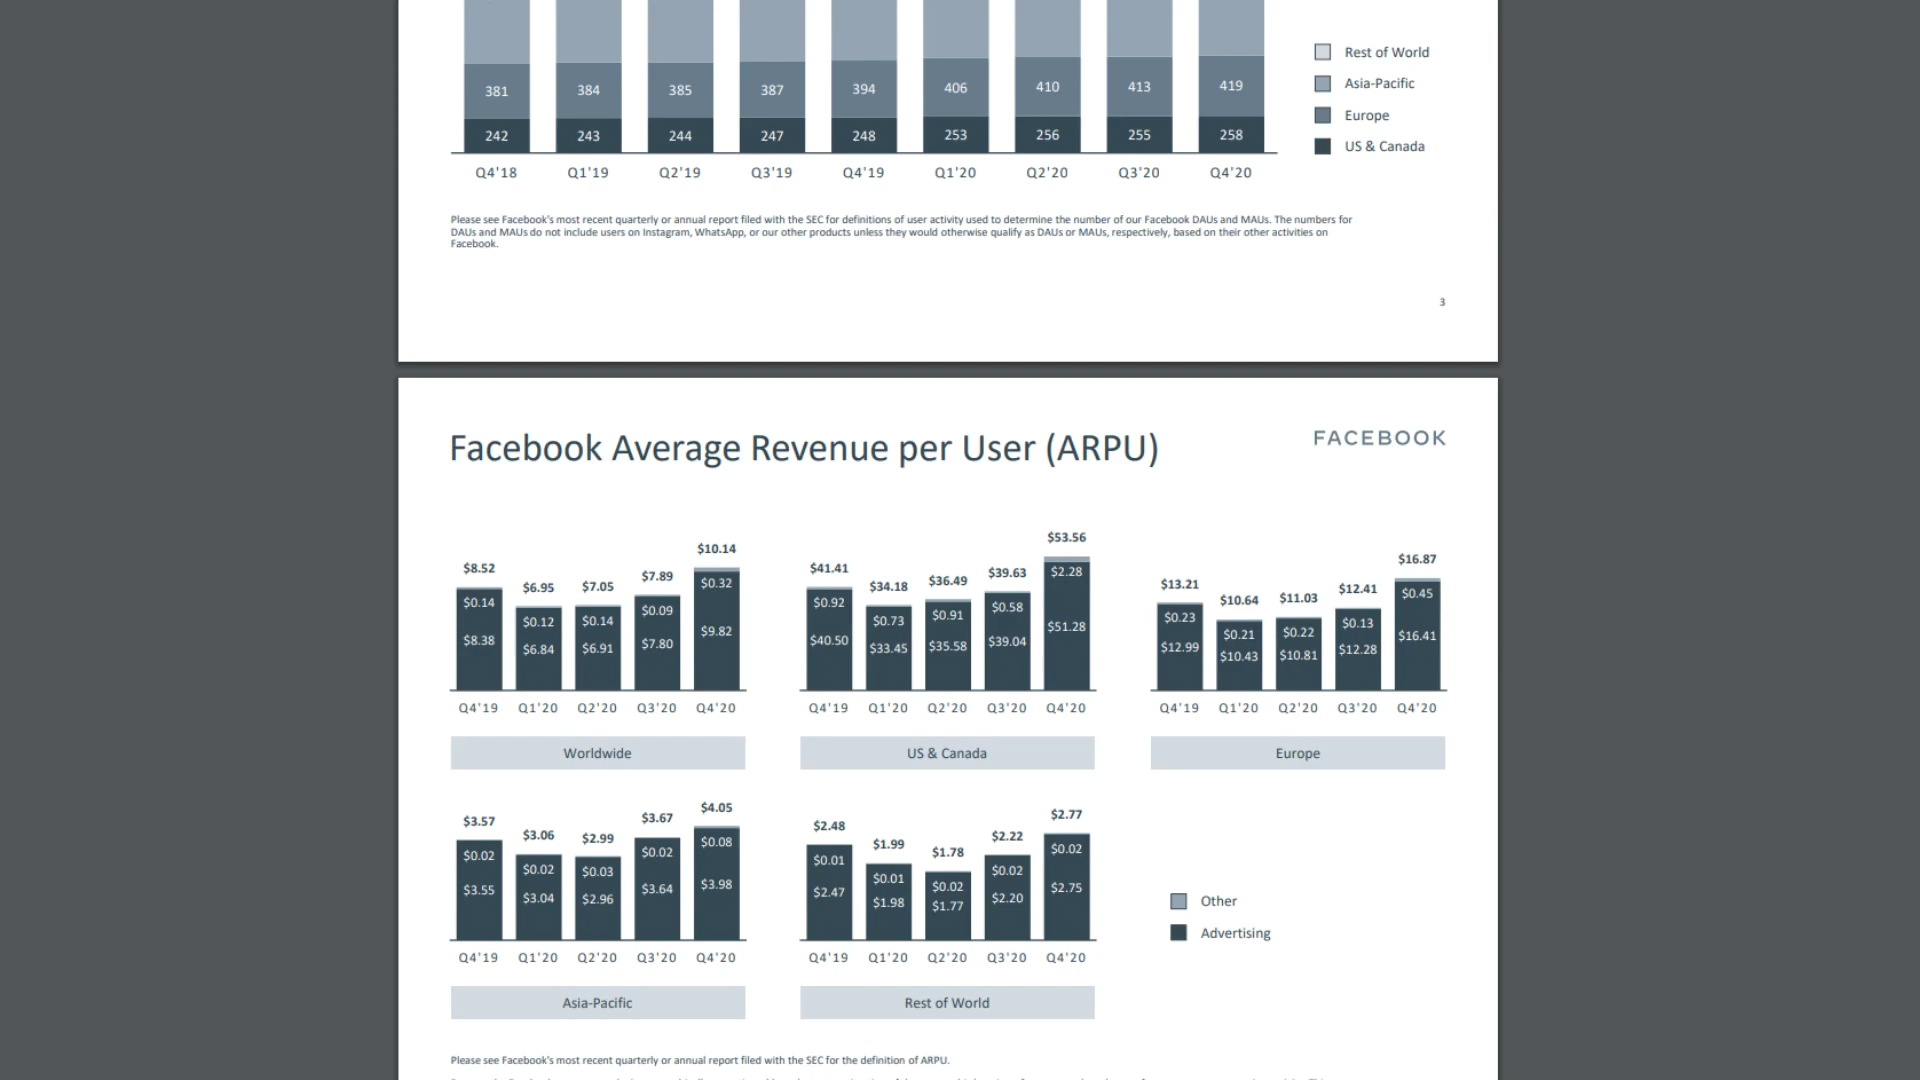 381 384 385 387 394 406 410 413 419
242 243 244 247 248 253 256 255 258
Q4'18 Q1'19 Q2'19 Q3'19 Q4'19 Q1'20 Q2'20 Q3'20 Q4'20
Rest of World
Asia-Pacific
Europe
US & Canada
Please see Facebook's most recent quarterly or annual report filed with the SEC for definitions of user activity used to determine the number of our Facebook DAUs and MAUs. The numbers for
DAUs and MAUs do not include users on Instagram, WhatsApp, or our other products unless they would otherwise qualify as DAUs or MAUs, respectively, based on their other activities on
Facebook.
3
Facebook Average Revenue per User (ARPU)
FACEBOOK
$8.52 $6.95 $7.05 $7.89 $10.14
$0.14 $0.12 $0.14 $0.09 $0.32
$8.38 $6.84 $6.91 $7.80 $9.82
Q4'19 Q1'20 Q2'20 Q3'20 Q4'20
Worldwide
$41.41 $34.18 $36.49 $39.63 $53.56
$0.92 $0.73 $0.91 $0.58 $2.28
$40.50 $33.45 $35.58 $39.04 $51.28
Q4'19 Q1'20 Q2'20 Q3'20 Q4'20
US & Canada
$13.21 $10.64 $11.03 $12.41 $16.87
$0.23 $0.21 $0.22 $0.13 $0.45
$12.99 $10.43 $10.81 $12.28 $16.41
Q4'19 Q1'20 Q2'20 Q3'20 Q4'20
Europe
$3.57 $3.06 $2.99 $3.67 $4.05
$0.02 $0.02 $0.03 $0.02 $0.08
$3.55 $3.04 $2.96 $3.64 $3.98
Q4'19 Q1'20 Q2'20 Q3'20 Q4'20
Asia-Pacific
$2.48 $1.99 $1.78 $2.22 $2.77
$0.01 $0.01 $0.02 $0.02 $0.02
$2.47 $1.98 $1.77 $2.20 $2.75
Q4'19 Q1'20 Q2'20 Q3'20 Q4'20
Rest of World
Other
Advertising
Please see Facebook's most recent quarterly or annual report filed with the SEC for the definition of ARPU.